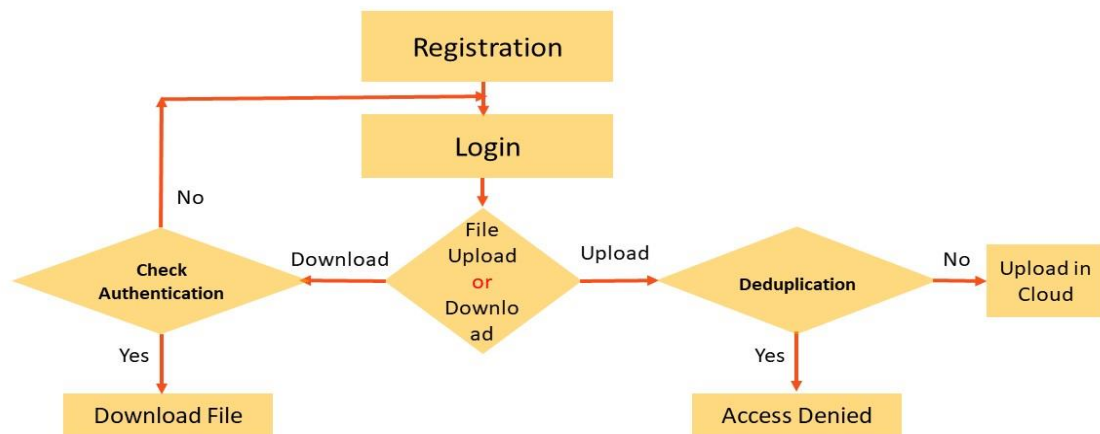 Registration
Login
No
File
Upload
or
Downlo
ad
Download
Upload
Check
Authentication
Deduplication
No
Upload in
Cloud
Yes
Yes
Download File
Access Denied